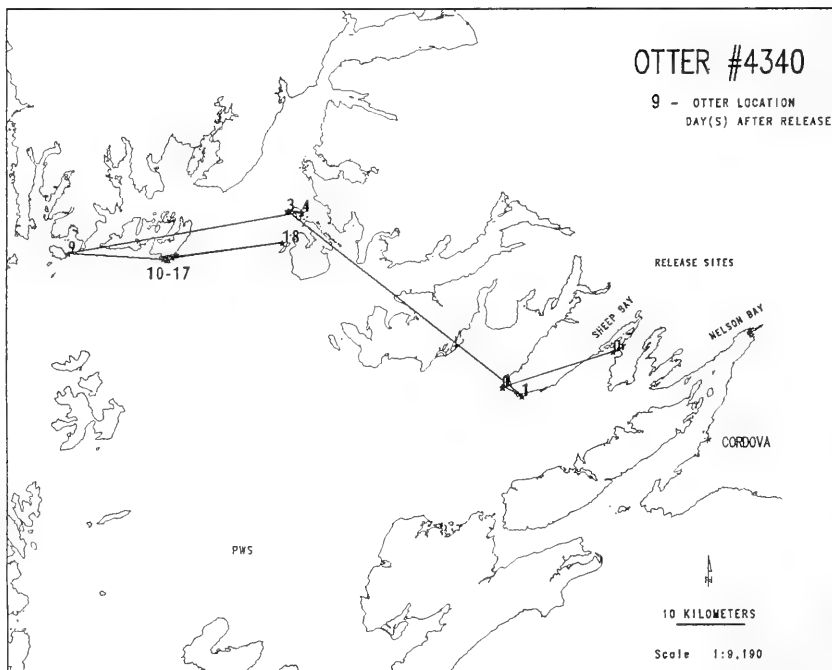 OTTER #4340
9 - OTTER LOCATION
DAY(S) AFTER RELEASE
3 4
18
9
10-17
RELEASE SITES
SHEEP BAY
NELSON BAY
0
1
CORDOVA
PWS
10 KILOMETERS
Scale 1:9,190